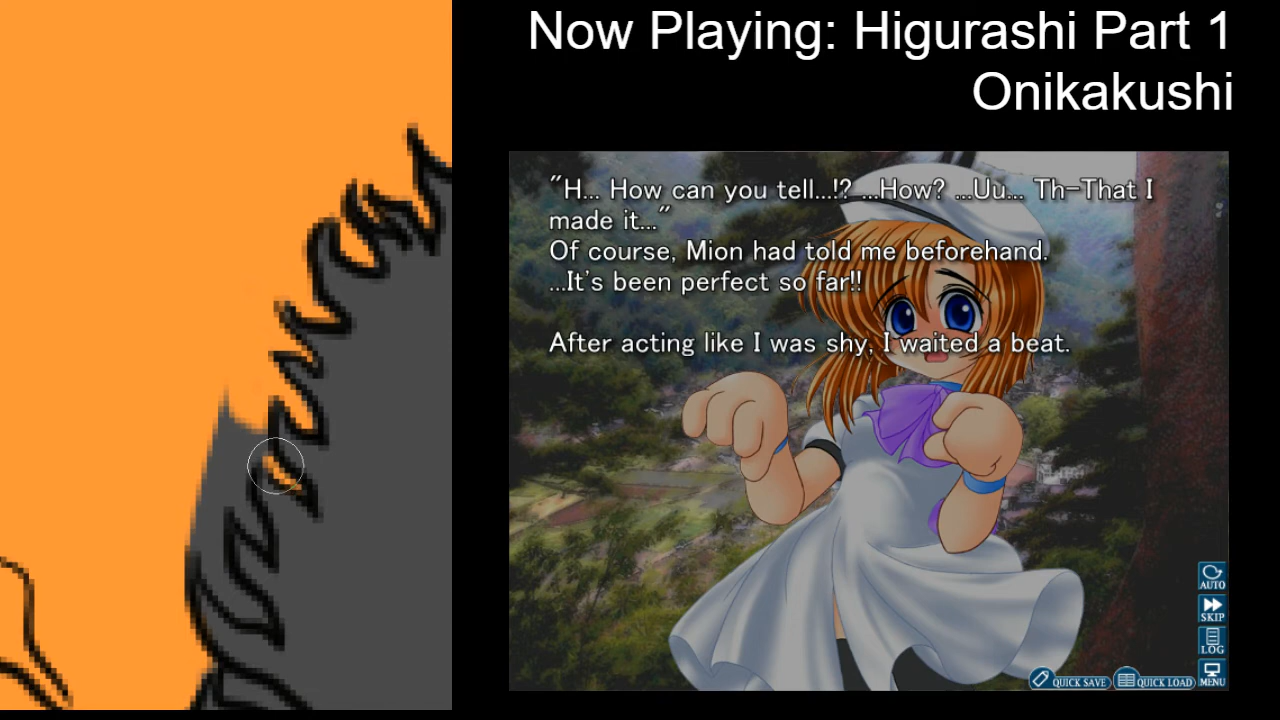 Now Playing: Higurashi Part 1
Onikakushi
"H... How can you tell...!? ...How? ...Uu... Th-That I
made it..."
Of course, Mion had told me beforehand.
...It's been perfect so far!!
After acting like I was shy, I waited a beat.
AUTO
SKIP
LOG
MENU
QUICK SAVE
QUICK LOAD